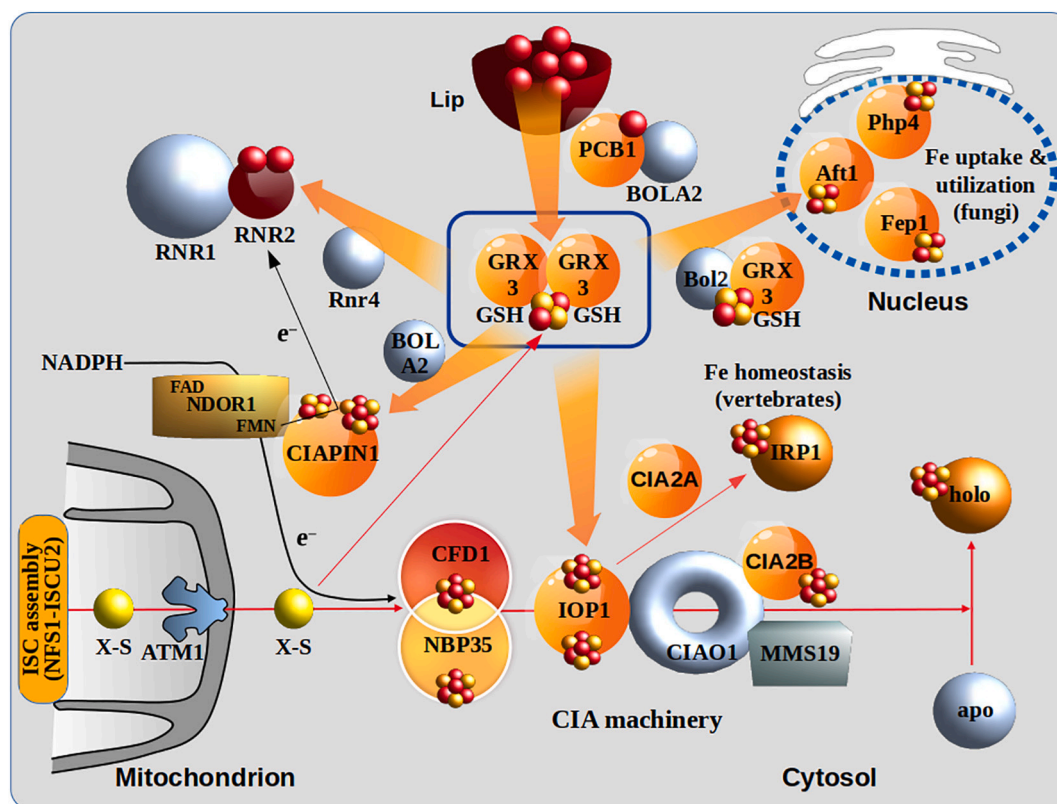 Lip
PCB1
BOLA2
Php4
Aft1
Fe uptake &
utilization
(fungi)
Fep1
Nucleus
RNR1
RNR2
Rnr4
GRX
3
GRX
3
GSH
GSH
Bol2
GRX
3
GSH
BOL
A2
e⁻
NADPH
FAD
NDOR1
FMN
CIAPIN1
Fe homeostasis
(vertebrates)
IRP1
CIA2A
holo
e⁻
CFD1
CIA2B
ISC assembly
(NFS1-ISCU2)
X-S
ATM1
X-S
NBP35
IOP1
CIAO1
MMS19
apo
CIA machinery
Mitochondrion
Cytosol